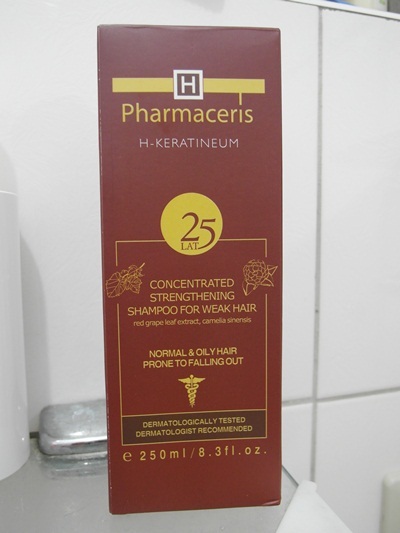 H
Pharmaceris
H-KERATINEUM
25
LAT
CONCENTRATED
STRENGTHENING
SHAMPOO FOR WEAK HAIR
red grape leaf extract, camelia sinensis
NORMAL & OILY HAIR
PRONE TO FALLING OUT
DERMATOLOGICALLY TESTED
DERMATOLOGIST RECOMMENDED
e 250ml/8.3fl.oz.